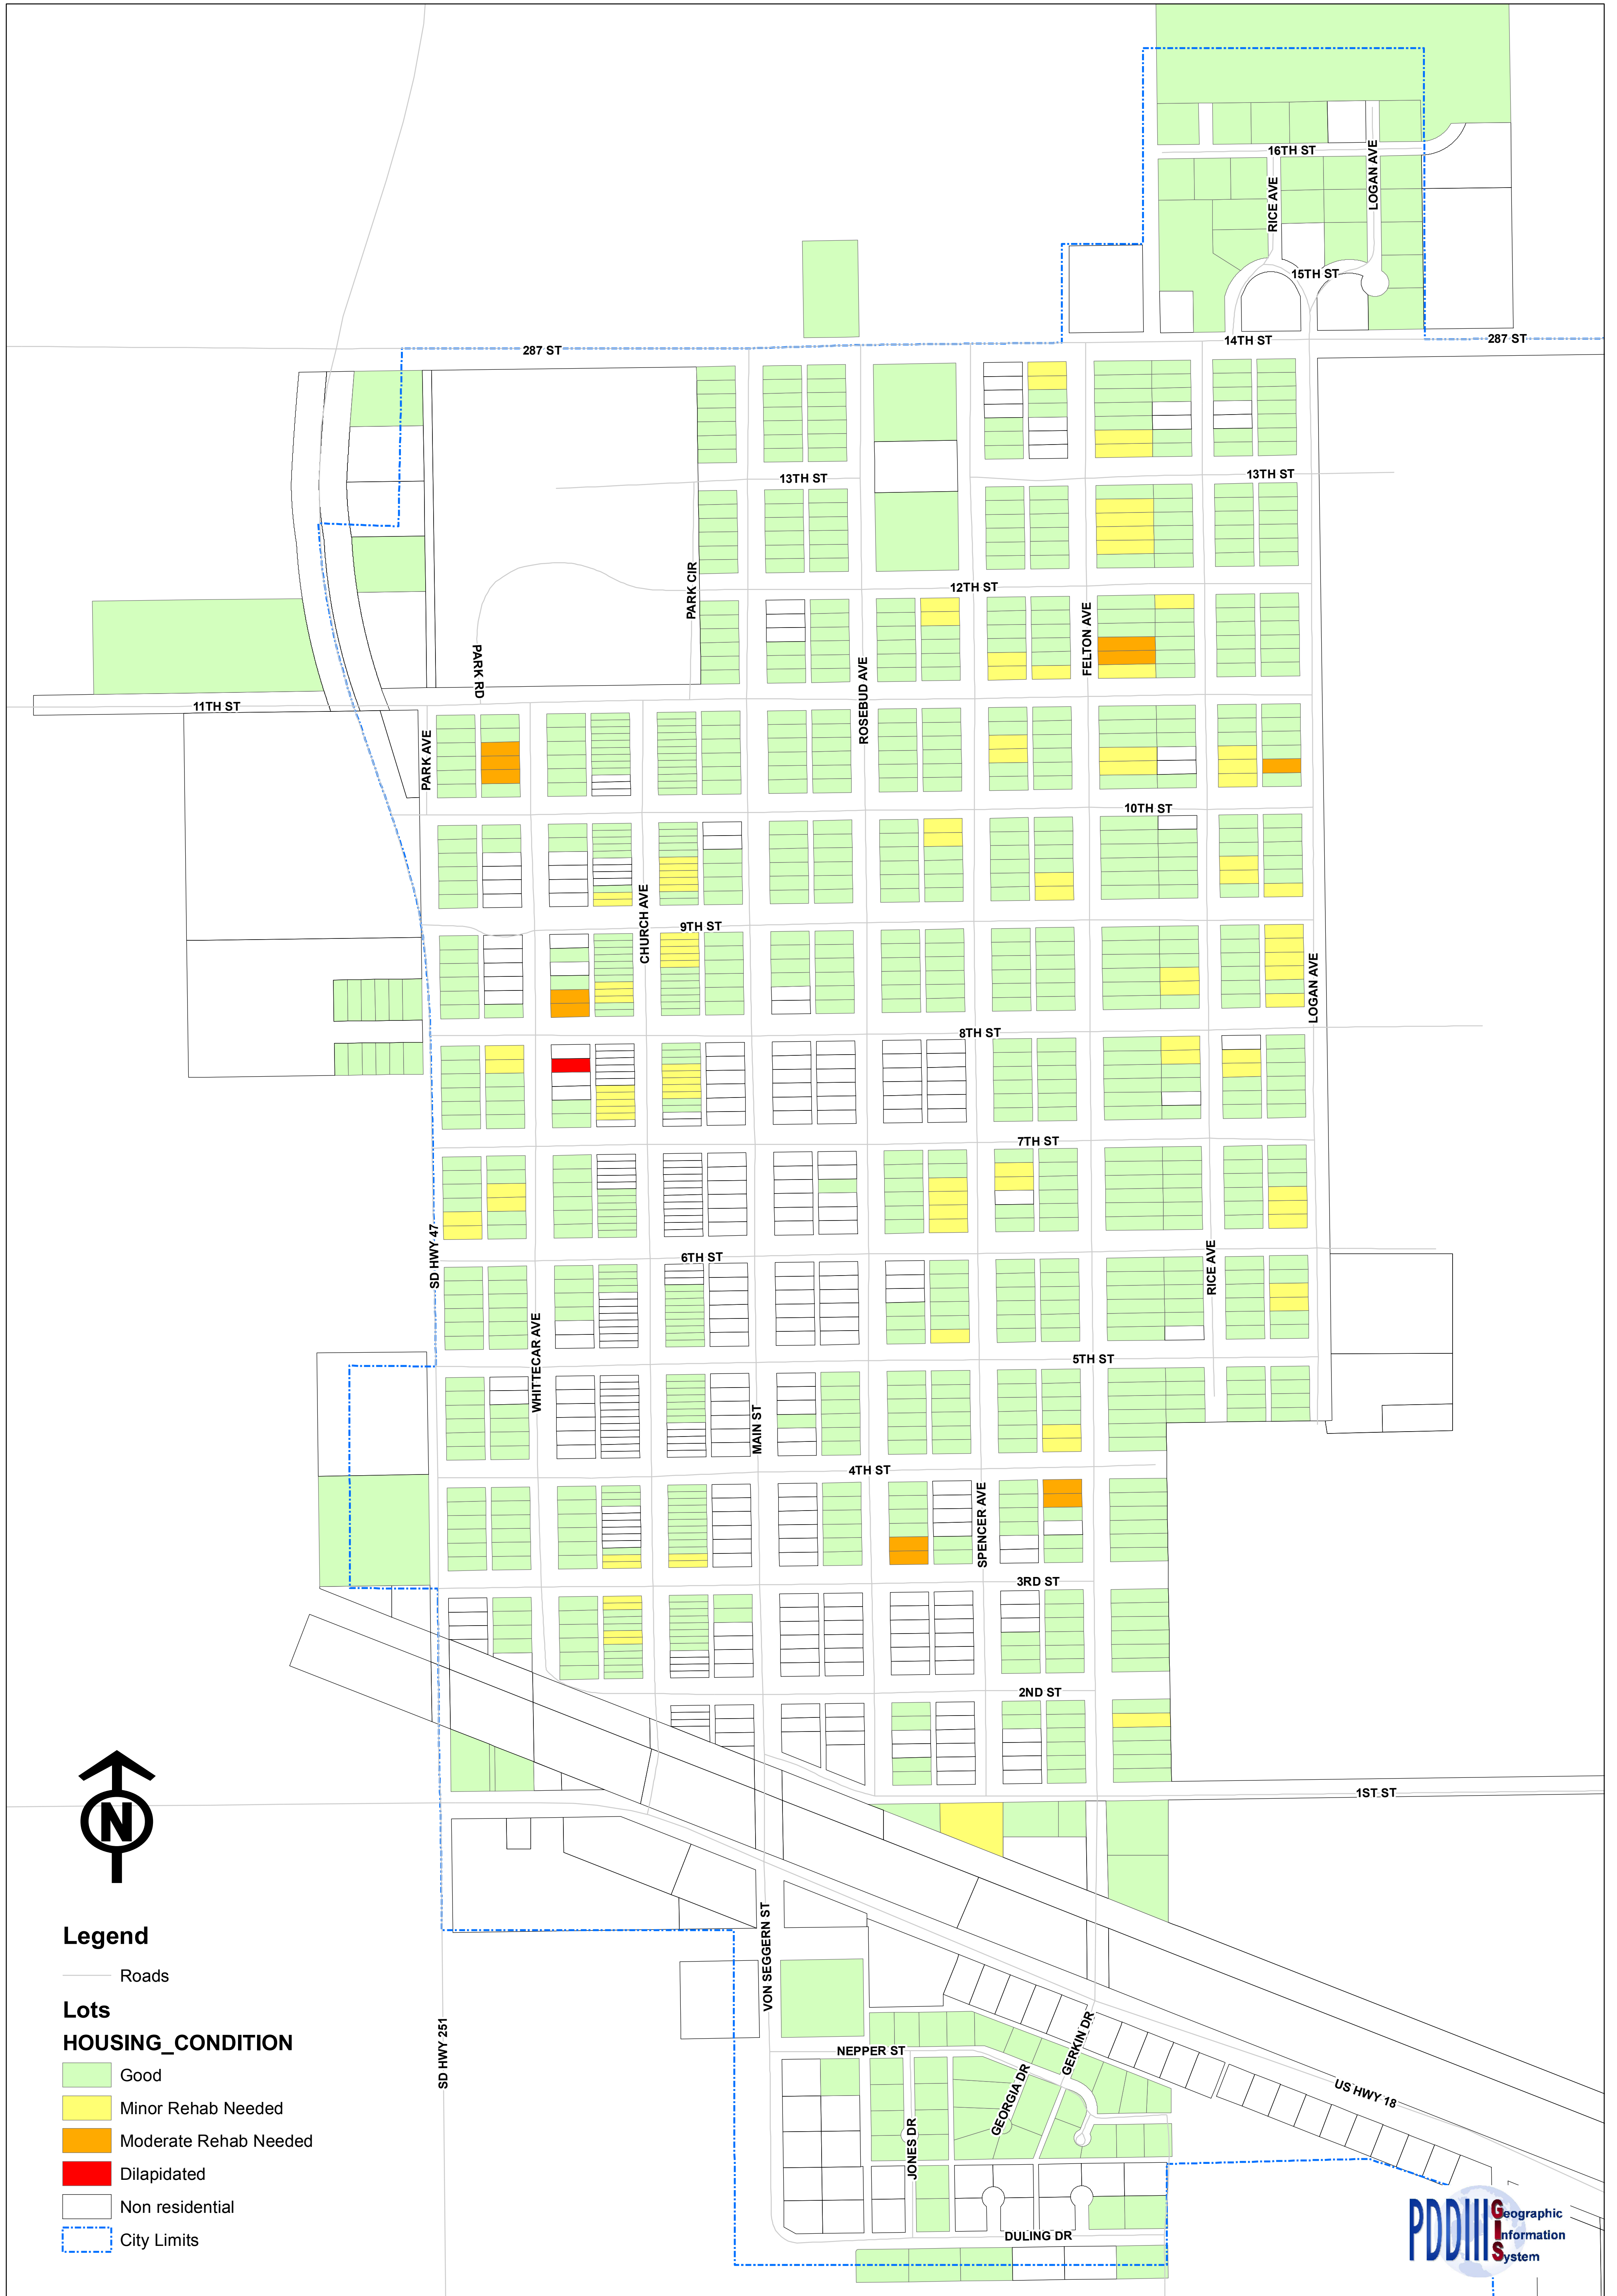 16TH ST
RICE AVE
LOGAN AVE
15TH ST
14TH ST
287 ST
287 ST
13TH ST
13TH ST
PARK CIR
12TH ST
FELTON AVE
PARK RD
ROSEBUD AVE
11TH ST
PARK AVE
10TH ST
CHURCH AVE
9TH ST
LOGAN AVE
8TH ST
7TH ST
SD HWY 47
6TH ST
RICE AVE
WHITTECAR AVE
5TH ST
MAIN ST
4TH ST
SPENCER AVE
3RD ST
2ND ST
1ST ST
N
VON SEGGERN ST
SD HWY 251
NEPPER ST
GERKIN DR
GEORGIA DR
JONES DR
US HWY 18
DULING DR
Legend
Roads
Lots
HOUSING_CONDITION
Good
Minor Rehab Needed
Moderate Rehab Needed
Dilapidated
Non residential
City Limits
PDDIII
Geographic
Information
System